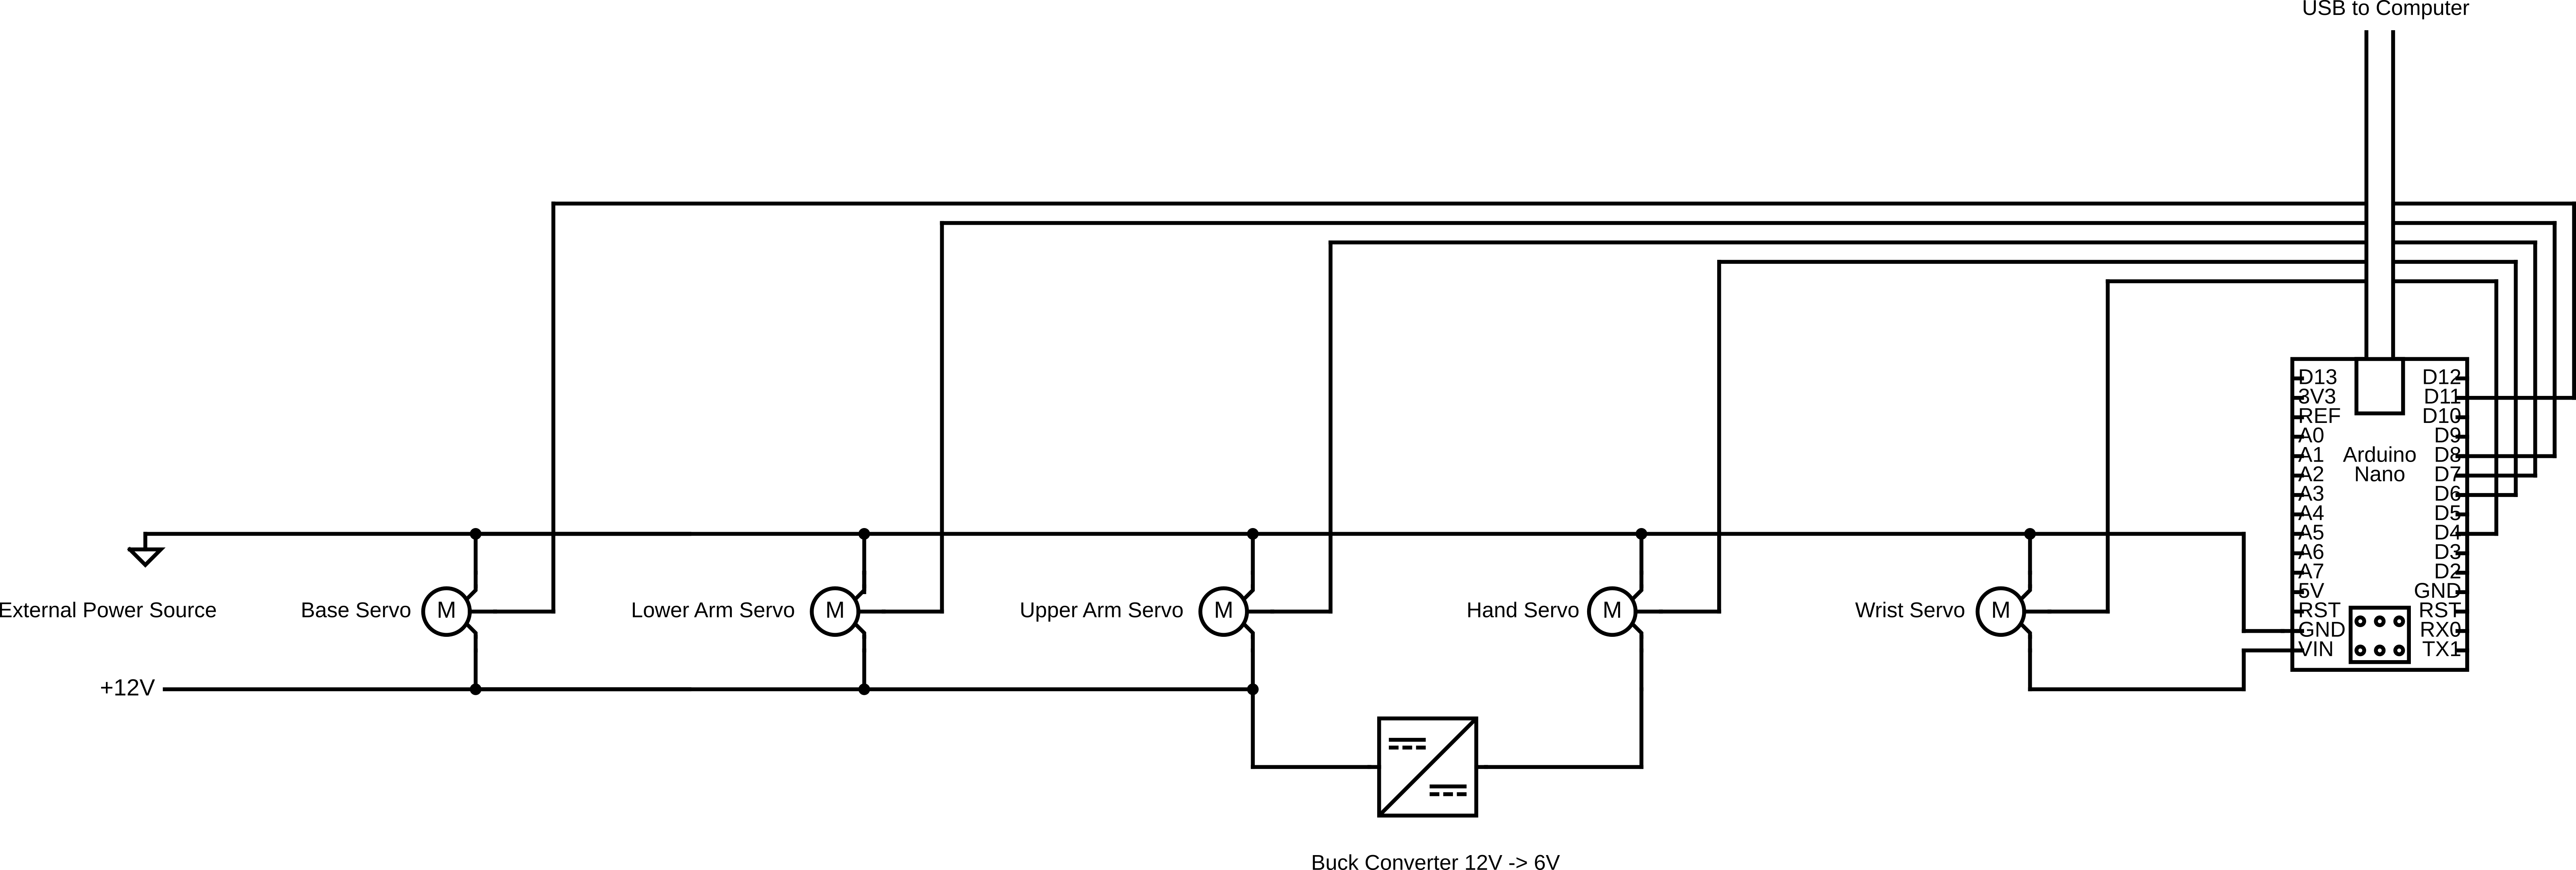 USB to Computer
D13
3V3
REF
A0
A1
A2
A3
A4
A5
A6
A7
5V
RST
GND
VIN
Arduino
Nano
D12
D11
D10
D9
D8
D7
D6
D5
D4
D3
D2
GND
RST
RX0
TX1
External Power Source
Base Servo
M
Lower Arm Servo
M
Upper Arm Servo
M
Hand Servo
M
Wrist Servo
M
+12V
Buck Converter 12V -> 6V